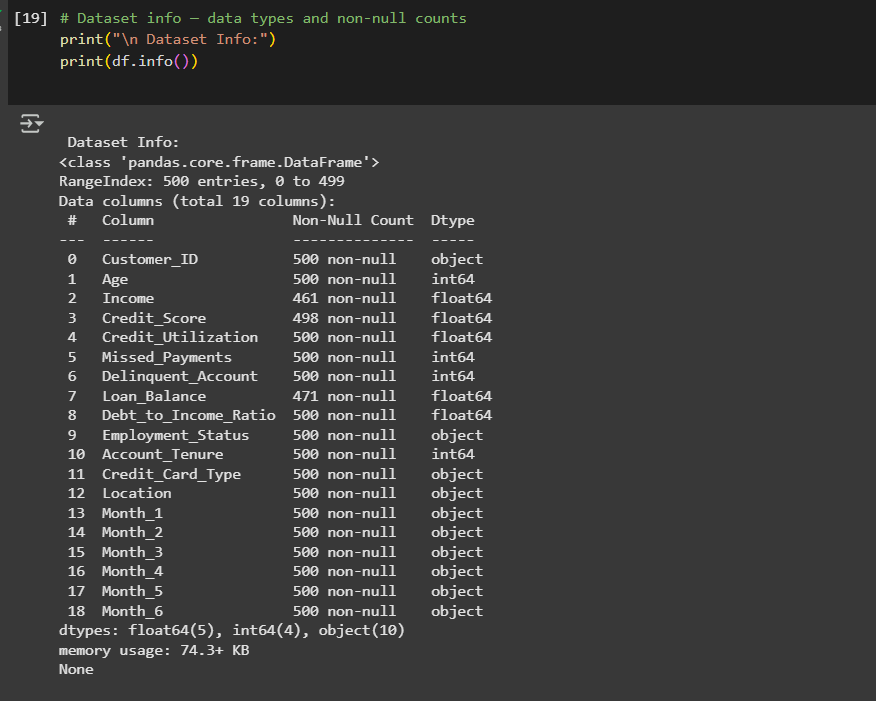 [19] # Dataset info — data types and non-null counts
print("\n Dataset Info:")
print(df.info())
 Dataset Info:
<class 'pandas.core.frame.DataFrame'>
RangeIndex: 500 entries, 0 to 499
Data columns (total 19 columns):
 #   Column                Non-Null Count  Dtype
---  ------                --------------  -----
 0   Customer_ID           500 non-null    object
 1   Age                   500 non-null    int64
 2   Income                461 non-null    float64
 3   Credit_Score          498 non-null    float64
 4   Credit_Utilization    500 non-null    float64
 5   Missed_Payments       500 non-null    int64
 6   Delinquent_Account    500 non-null    int64
 7   Loan_Balance          471 non-null    float64
 8   Debt_to_Income_Ratio  500 non-null    float64
 9   Employment_Status     500 non-null    object
 10  Account_Tenure        500 non-null    int64
 11  Credit_Card_Type      500 non-null    object
 12  Location              500 non-null    object
 13  Month_1               500 non-null    object
 14  Month_2               500 non-null    object
 15  Month_3               500 non-null    object
 16  Month_4               500 non-null    object
 17  Month_5               500 non-null    object
 18  Month_6               500 non-null    object
dtypes: float64(5), int64(4), object(10)
memory usage: 74.3+ KB
None